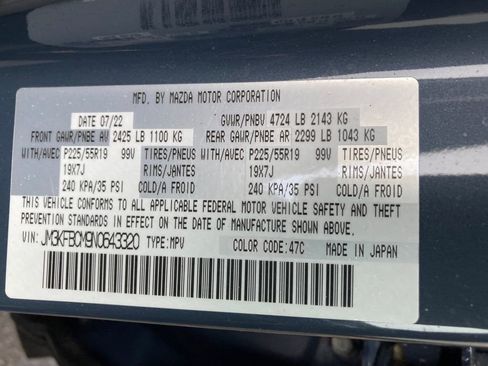 MFD. BY MAZDA MOTOR CORPORATION
DATE 07/22 GVWR/PNBV 4724 LB 2143 KG
FRONT GAWR/PNBE AV 2425 LB 1100 KG REAR GAWR/PNBE AR 2299 LB 1043 KG
WITH/AVEC P225/55R19 99V TIRES/PNEUS WITH/AVEC P225/55R19 99V TIRES/PNEUS
19X7J RIMS/JANTES 19X7J RIMS/JANTES
240 KPA/35 PSI COLD/A FROID 240 KPA/35 PSI COLD/A FROID
THIS VEHICLE CONFORMS TO ALL APPLICABLE FEDERAL MOTOR VEHICLE SAFETY AND THEFT
PREVENTION STANDARDS IN EFFECT ON THE DATE OF MANUFACTURE SHOWN ABOVE.
VIN: JM3KFBCM9N0643320 TYPE:MPV COLOR CODE:47C MADE IN JAPAN